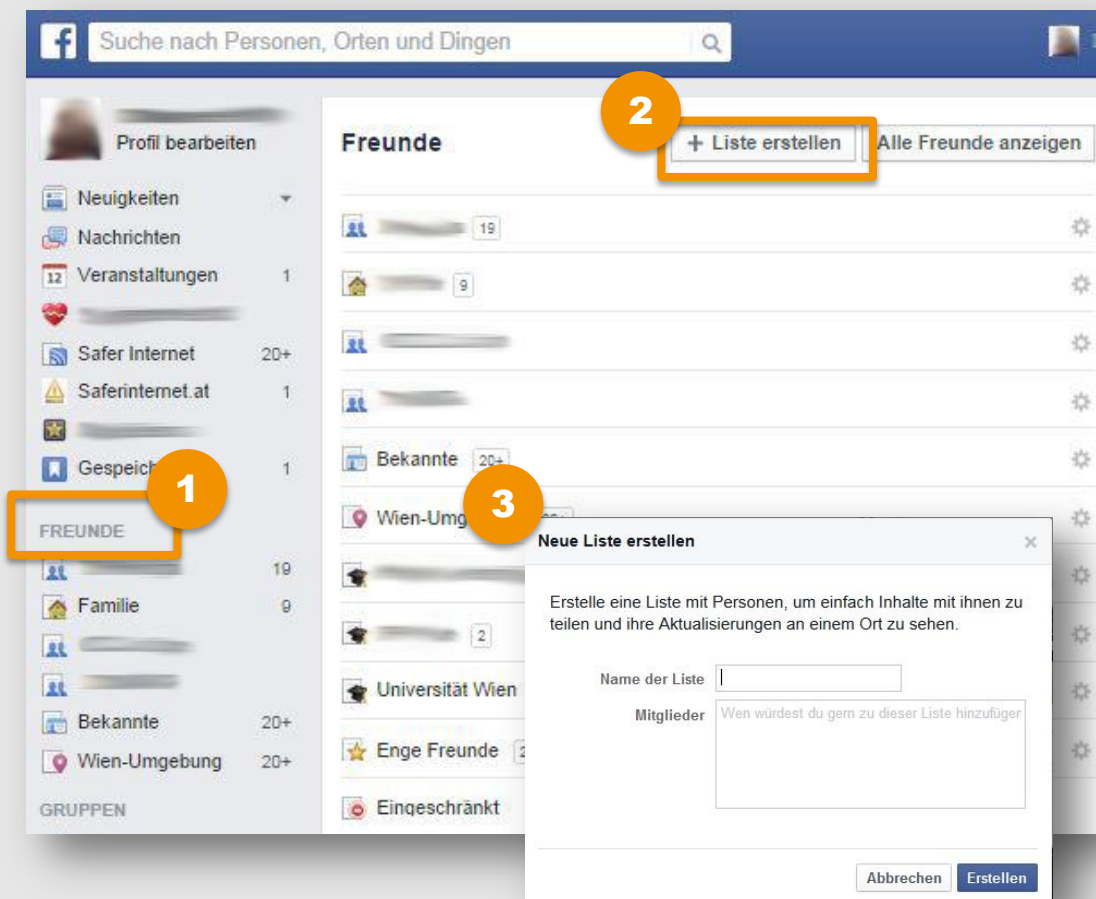 f
Suche nach Personen, Orten und Dingen
Profil bearbeiten
Neuigkeiten
Nachrichten
12 Veranstaltungen 1
Safer Internet 20+
Saferinternet.at 1
Gespeich 1
1
FREUNDE
19
Familie 9
Bekannte 20+
Wien-Umgebung 20+
GRUPPEN
2
Freunde + Liste erstellen Alle Freunde anzeigen
19
9
Bekannte 20+
Wien-Umg
2
Universität Wien
Enge Freunde
Eingeschränkt
3
Neue Liste erstellen ×
Erstelle eine Liste mit Personen, um einfach Inhalte mit ihnen zu
teilen und ihre Aktualisierungen an einem Ort zu sehen.
Name der Liste
Mitglieder Wen würdest du gern zu dieser Liste hinzufügen
Abbrechen Erstellen